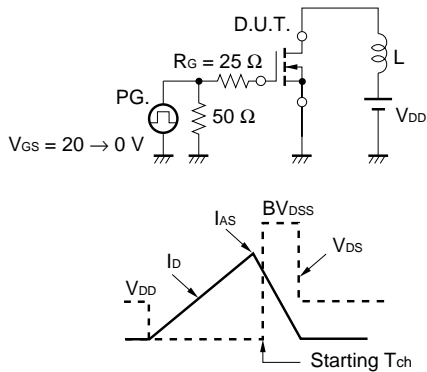 D.U.T.
RG = 25 Ω
L
PG.
50 Ω
VDD
VGS = 20 → 0 V
BVDSS
IAS
ID
VDS
VDD
Starting Tch